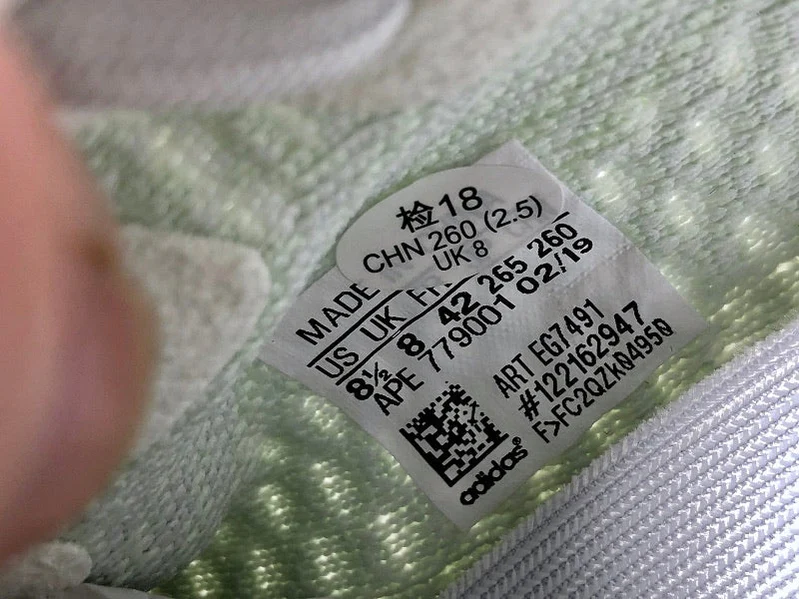 检18
CHN 260 (2.5)
UK 8
MADE
US UK FR
8½ 8 42 265 260
APE 779001 02/19
ART EG7491
#122162947
F>FC2QZk04950
adidas®